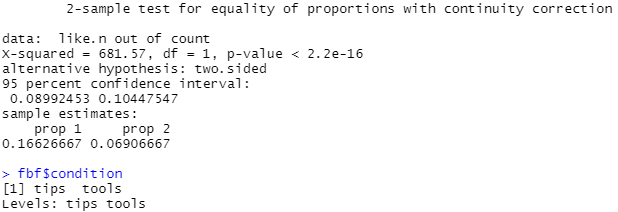 2-sample test for equality of proportions with continuity correction
data: like.n out of count
X-squared = 681.57, df = 1, p-value < 2.2e-16
alternative hypothesis: two.sided
95 percent confidence interval:
0.08992453 0.10447547
sample estimates:
prop 1 prop 2
0.16626667 0.06906667
> fbf$condition
[1] tips tools
Levels: tips tools